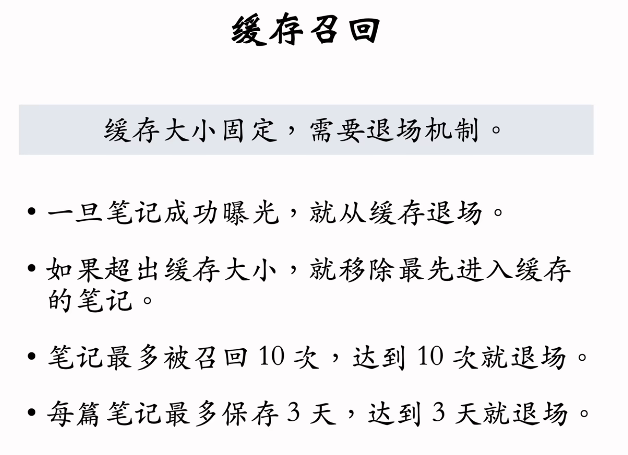 缓存召回
缓存大小固定，需要退场机制。
• 一旦笔记成功曝光，就从缓存退场。
• 如果超出缓存大小，就移除最先进入缓存
的笔记。
• 笔记最多被召回 10 次，达到 10 次就退场。
• 每篇笔记最多保存 3 天，达到 3 天就退场。